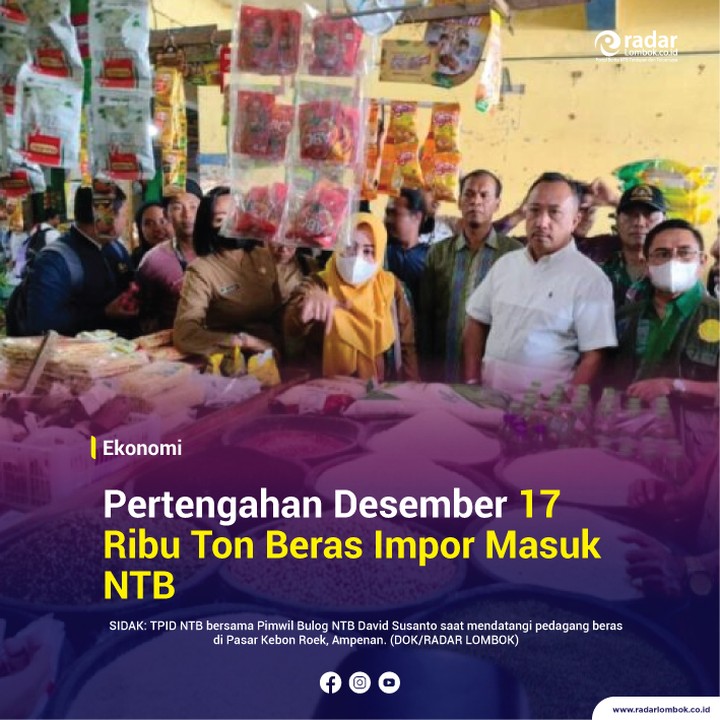 radar
Lombok.co.id
Ekonomi
Pertengahan Desember 17
Ribu Ton Beras Impor Masuk
NTB
SIDAK: TPID NTB bersama Pimwil Bulog NTB David Susanto saat mendatangi pedagang beras
di Pasar Kebon Roek, Ampenan. (DOK/RADAR LOMBOK)
www.radarlombok.co.id